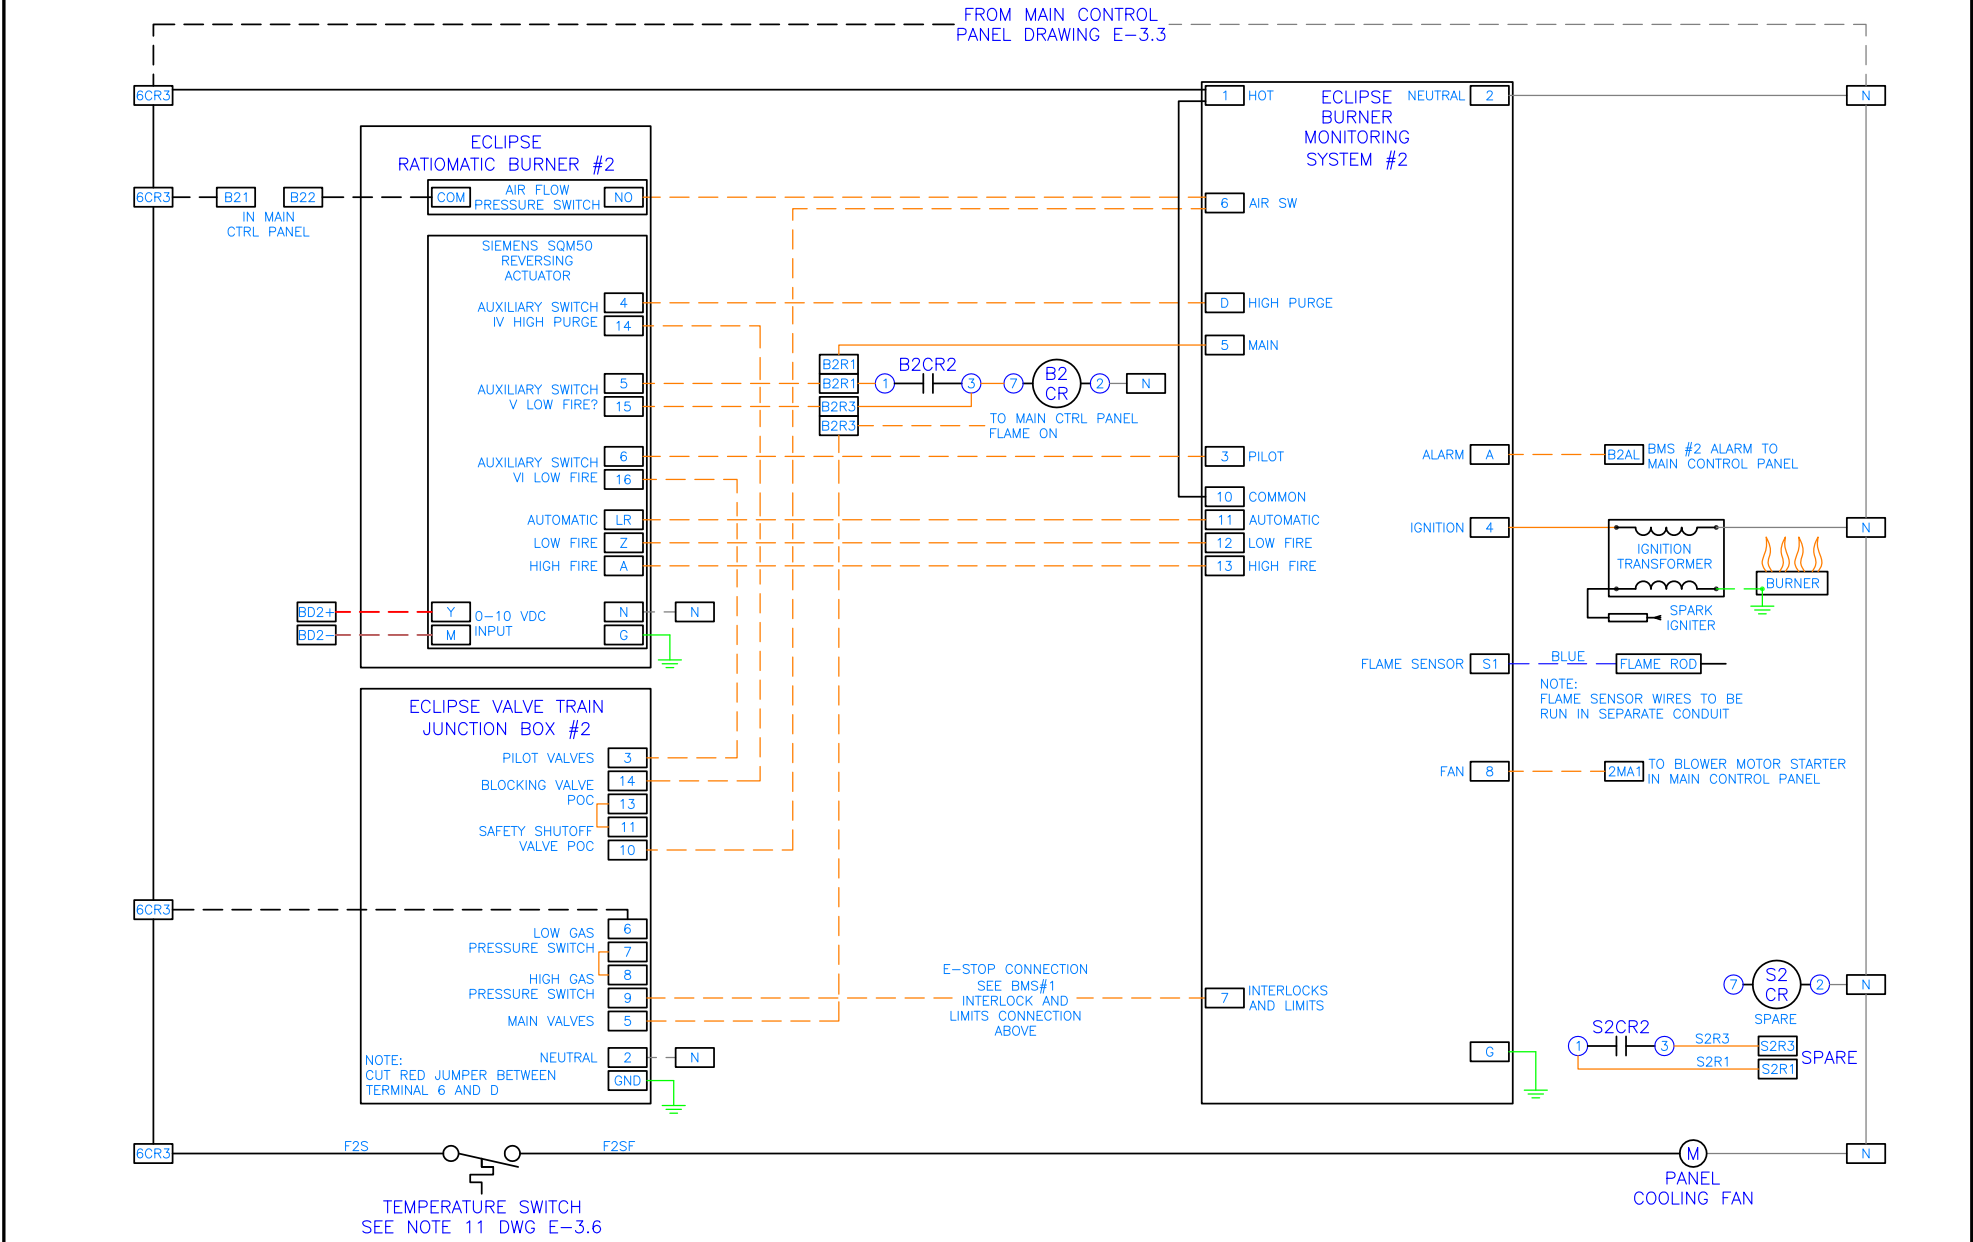 FROM MAIN CONTROL
PANEL DRAWING E-3.3
6CR3
1 HOT
ECLIPSE
BURNER
MONITORING
SYSTEM #2
NEUTRAL 2
N
ECLIPSE
RATIOMATIC BURNER #2
6CR3
B21
B22
IN MAIN
CTRL PANEL
COM
AIR FLOW
PRESSURE SWITCH
NO
6 AIR SW
SIEMENS SQM50
REVERSING
ACTUATOR
AUXILIARY SWITCH
IV HIGH PURGE
4
14
D HIGH PURGE
5 MAIN
AUXILIARY SWITCH
V LOW FIRE?
5
15
B2R1
B2R1
B2R3
B2R3
B2CR2
1
3
7
B2
CR
2
N
TO MAIN CTRL PANEL
FLAME ON
AUXILIARY SWITCH
VI LOW FIRE
6
16
3 PILOT
ALARM A
B2AL
BMS #2 ALARM TO
MAIN CONTROL PANEL
10 COMMON
AUTOMATIC LR
11 AUTOMATIC
LOW FIRE Z
12 LOW FIRE
HIGH FIRE A
13 HIGH FIRE
IGNITION 4
IGNITION
TRANSFORMER
N
BURNER
SPARK
IGNITER
BD2+
BD2-
Y
M
0-10 VDC
INPUT
N
G
N
FLAME SENSOR S1
BLUE
FLAME ROD
NOTE:
FLAME SENSOR WIRES TO BE
RUN IN SEPARATE CONDUIT
ECLIPSE VALVE TRAIN
JUNCTION BOX #2
PILOT VALVES 3
BLOCKING VALVE
POC
14
13
SAFETY SHUTOFF
VALVE POC
11
10
FAN 8
2MA1
TO BLOWER MOTOR STARTER
IN MAIN CONTROL PANEL
6CR3
LOW GAS
PRESSURE SWITCH
6
7
HIGH GAS
PRESSURE SWITCH
8
9
MAIN VALVES 5
E-STOP CONNECTION
SEE BMS#1
INTERLOCK AND
LIMITS CONNECTION
ABOVE
7
INTERLOCKS
AND LIMITS
7
S2
CR
2
N
SPARE
S2CR2
1
3
S2R3
S2R1
S2R3
S2R1
SPARE
G
NEUTRAL 2
N
GND
NOTE:
CUT RED JUMPER BETWEEN
TERMINAL 6 AND D
6CR3
F2S
F2SF
M
N
PANEL
COOLING FAN
TEMPERATURE SWITCH
SEE NOTE 11 DWG E-3.6